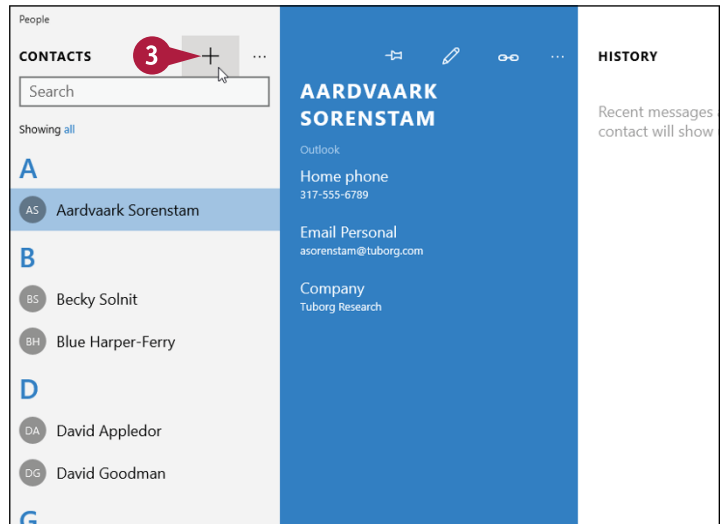 People
CONTACTS
3
Search
Showing all
A
AS Aardvaark Sorenstam
B
BS Becky Solnit
BH Blue Harper-Ferry
D
DA David Appledor
DG David Goodman
G
AARDVAARK
SORENSTAM
Outlook
Home phone
317-555-6789
Email Personal
asorenstam@tuborg.com
Company
Tuborg Research
HISTORY
Recent messages
contact will show